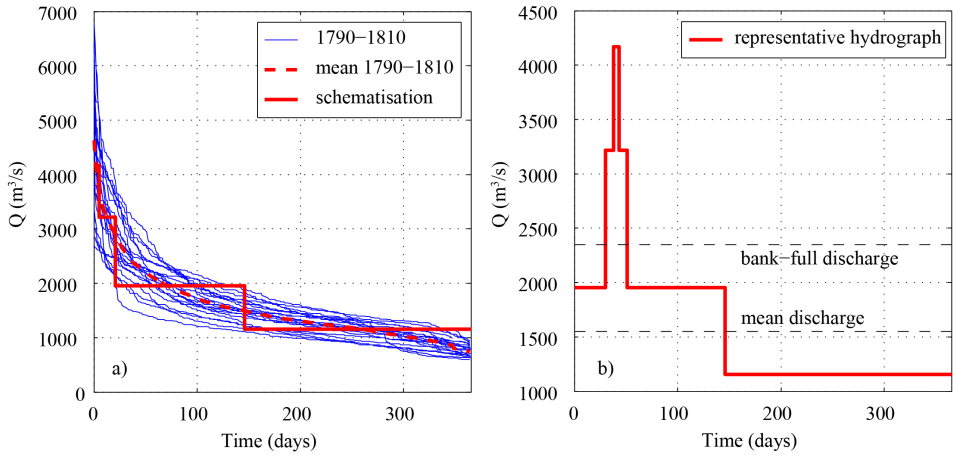 7000
6000
5000
4000
3000
2000
1000
0
Q (m³/s)
1790−1810
mean 1790−1810
schematisation
a)
0
100
200
300
Time (days)
4500
4000
3500
3000
2500
2000
1500
1000
Q (m³/s)
representative hydrograph
bank−full discharge
mean discharge
b)
0
100
200
300
Time (days)